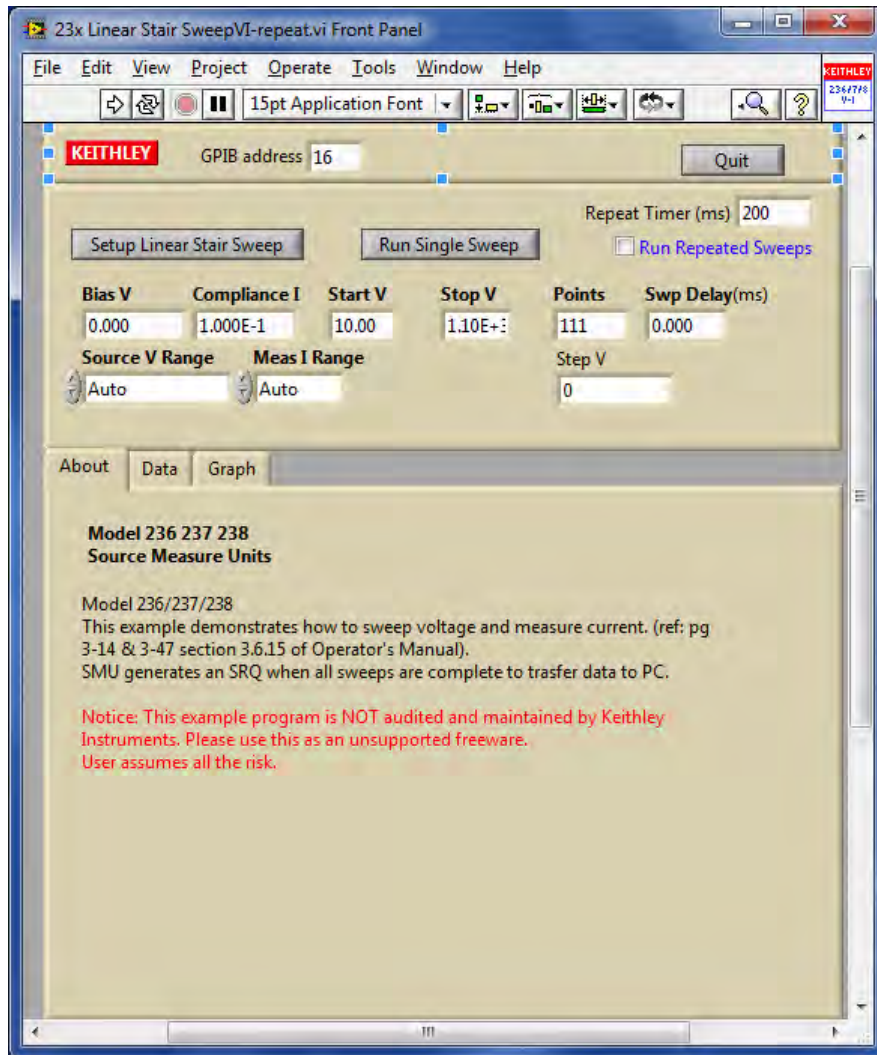 23x Linear Stair SweepVI-repeat.vi Front Panel
File Edit View Project Operate Tools Window Help
15pt Application Font
KEITHLEY
236/7/8
V-I
KEITHLEY GPIB address 16 Quit
Repeat Timer (ms) 200
Setup Linear Stair Sweep Run Single Sweep Run Repeated Sweeps
Bias V Compliance I Start V Stop V Points Swp Delay(ms)
0.000 1.000E-1 10.00 1.10E+ 111 0.000
Source V Range Meas I Range Step V
Auto Auto 0
About Data Graph
Model 236 237 238
Source Measure Units
Model 236/237/238
This example demonstrates how to sweep voltage and measure current. (ref: pg
3-14 & 3-47 section 3.6.15 of Operator's Manual).
SMU generates an SRQ when all sweeps are complete to trasfer data to PC.
Notice: This example program is NOT audited and maintained by Keithley
Instruments. Please use this as an unsupported freeware.
User assumes all the risk.